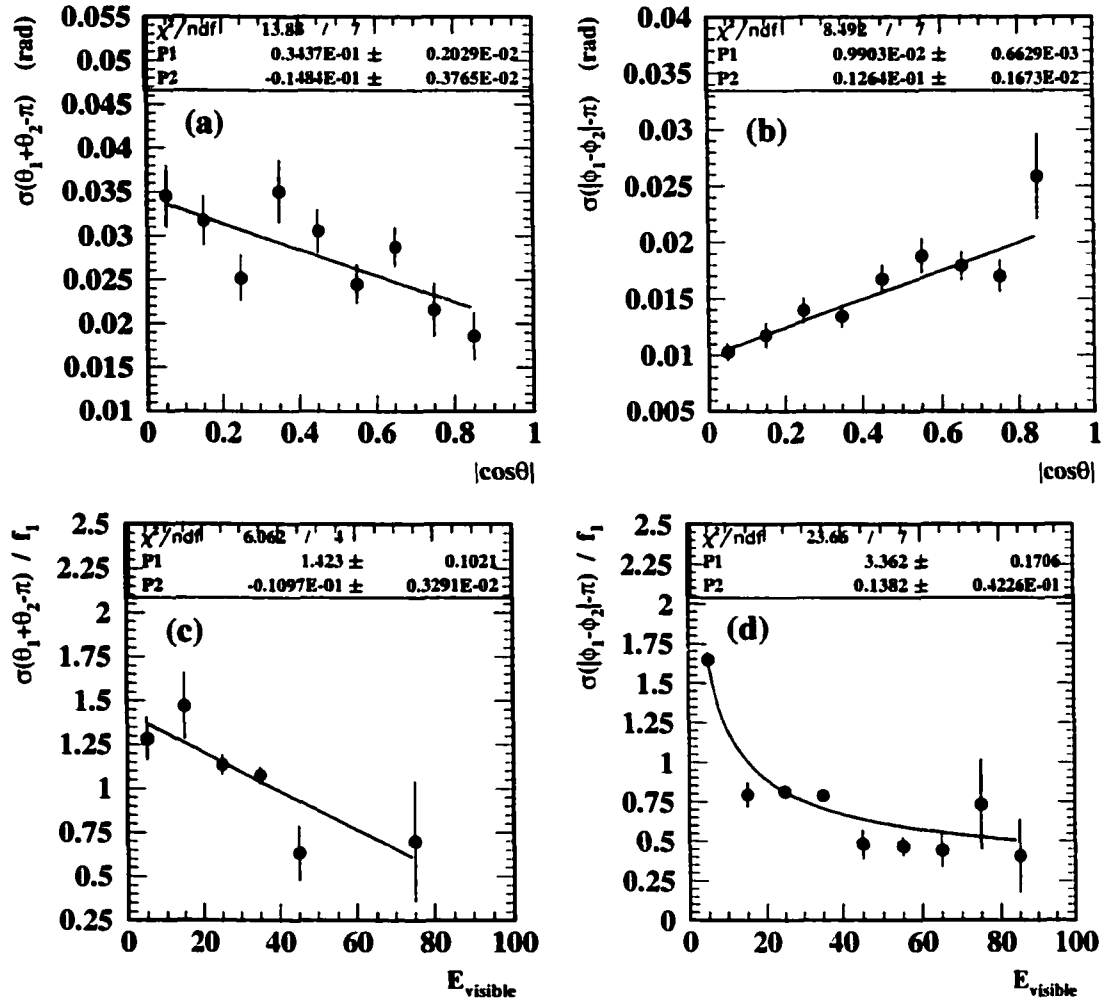 χ²/ndf 13.88 / 7
P1 0.3437E-01 ± 0.2029E-02
P2 -0.1484E-01 ± 0.3765E-02
(a)
σ(θ₁+θ₂-π) (rad)
0.055
0.05
0.045
0.04
0.035
0.03
0.025
0.02
0.015
0.01
0 0.2 0.4 0.6 0.8 1
|cosθ|
χ²/ndf 8.492 / 7
P1 0.9903E-02 ± 0.6629E-03
P2 0.1264E-01 ± 0.1673E-02
(b)
σ(|ϕ₁-ϕ₂|-π) (rad)
0.04
0.035
0.03
0.025
0.02
0.015
0.01
0.005
0 0.2 0.4 0.6 0.8 1
|cosθ|
χ²/ndf 6.062 / 4
P1 1.423 ± 0.1021
P2 -0.1097E-01 ± 0.3291E-02
(c)
σ(θ₁+θ₂-π) / f₁
2.5
2.25
2
1.75
1.5
1.25
1
0.75
0.5
0.25
0 20 40 60 80 100
E_visible
χ²/ndf 23.66 / 7
P1 3.362 ± 0.1706
P2 0.1382 ± 0.4226E-01
(d)
σ(|ϕ₁-ϕ₂|-π) / f₁
2.5
2.25
2
1.75
1.5
1.25
1
0.75
0.5
0.25
0
0 20 40 60 80 100
E_visible